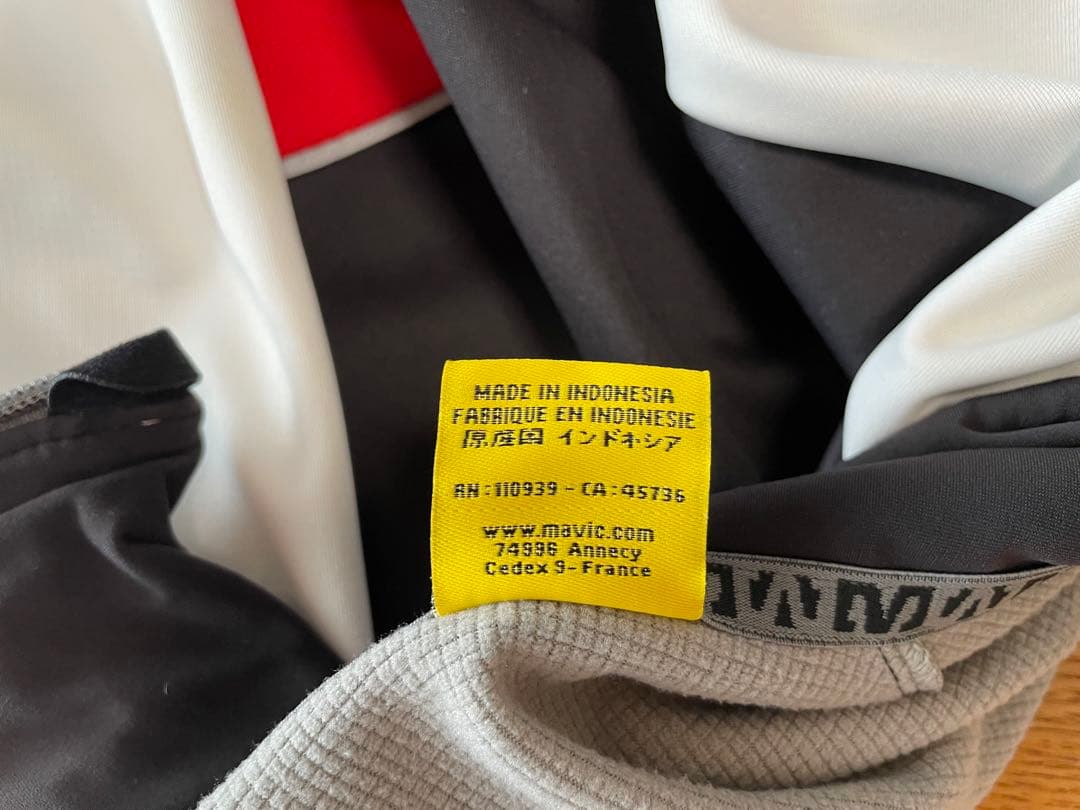 MADE IN INDONESIA
FABRIQUE EN INDONESIE
原産国 インドネシア
RN : 110939 - CA : 45736
www.mavic.com
74996 Annecy
Cedex 9 - France